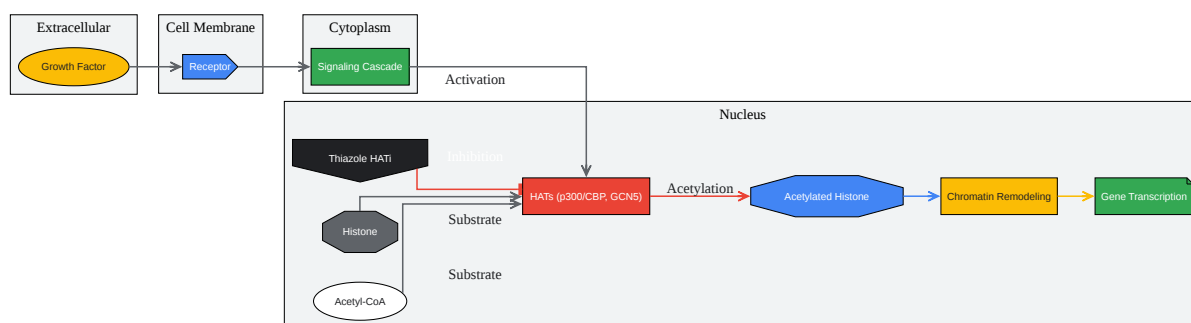 Extracellular
Cell Membrane
Cytoplasm
Growth Factor
Receptor
Signaling Cascade
Activation
Nucleus
Thiazole HATi
Inhibition
HATs (p300/CBP, GCN5)
Acetylation
Acetylated Histone
Chromatin Remodeling
Gene Transcription
Histone
Substrate
Substrate
Acetyl-CoA